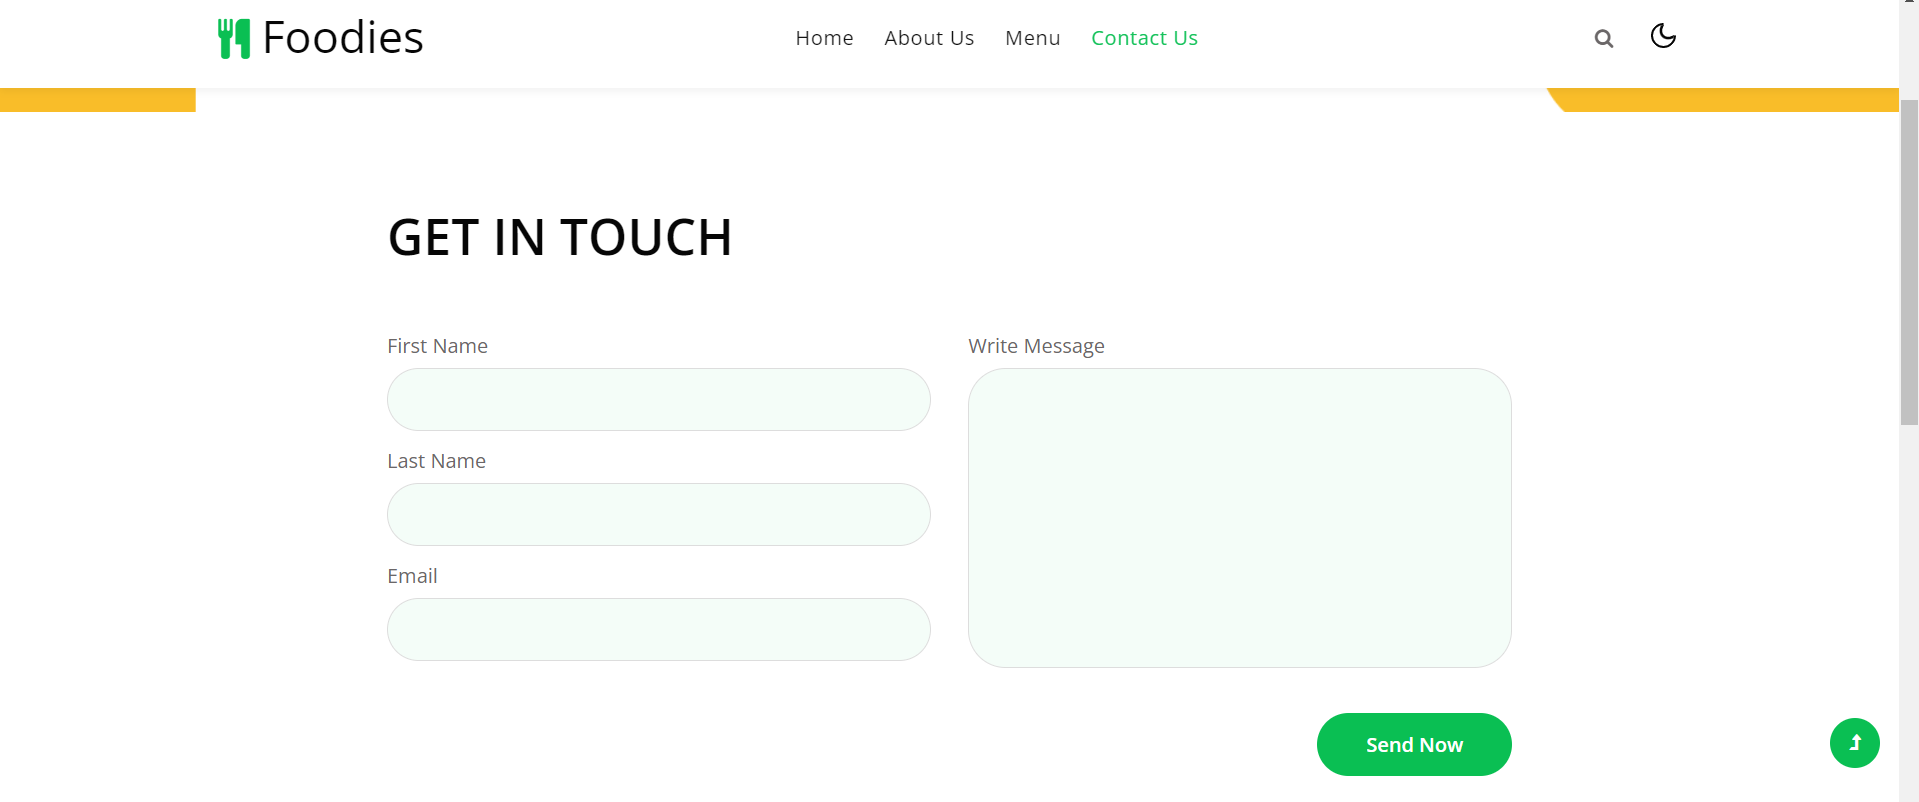 Foodies
Home About Us Menu Contact Us
GET IN TOUCH
First Name
Last Name
Email
Write Message
Send Now